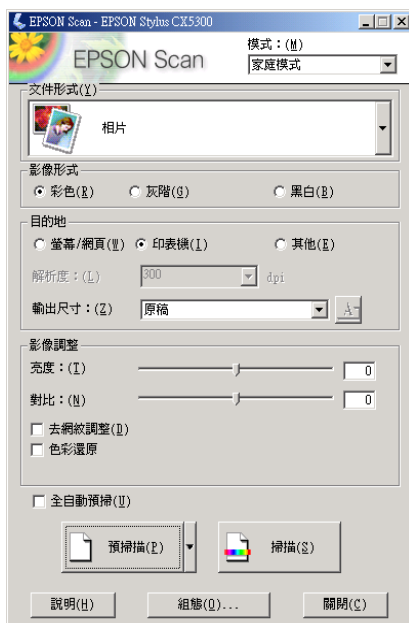 EPSON Scan - EPSON Stylus CX5300
EPSON Scan
模式：(M)
家庭模式
文件形式(Y)
相片
影像形式
彩色(R) 灰階(G) 黑白(B)
目的地
螢幕/網頁(W) 印表機(I) 其他(E)
解析度：(L) 300 dpi
輸出尺寸：(Z) 原稿 A
影像調整
亮度：(T) 0
對比：(N) 0
去網紋調整(D)
色彩還原
全自動預掃(U)
預掃描(P) 掃描(S)
說明(H) 組態(O)... 關閉(C)